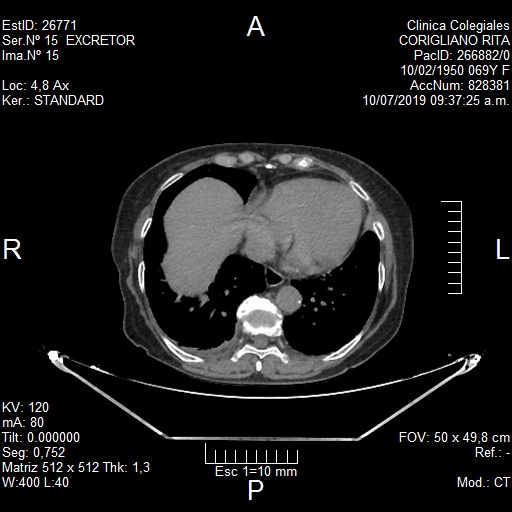 EstID: 26771
Ser.Nº 15 EXCRETOR
Ima.Nº 15
Loc: 4,8 Ax
Ker.: STANDARD
A
Clinica Colegiales
CORIGLIANO RITA
PacID: 266882/0
10/02/1950 069Y F
AccNum: 828381
10/07/2019 09:37:25 a.m.
R
L
KV: 120
mA: 80
Tilt: 0.000000
Seg: 0,752
Matriz 512 x 512 Thk: 1,3
W:400 L:40
Esc 1=10 mm
P
FOV: 50 x 49,8 cm
Ref.: -
Mod.: CT